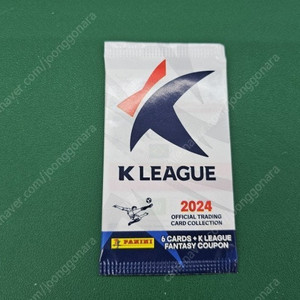 K LEAGUE
2024
OFFICIAL TRADING
CARD COLLECTION
PANINI
6 CARDS + K LEAGUE
FANTASY COUPON